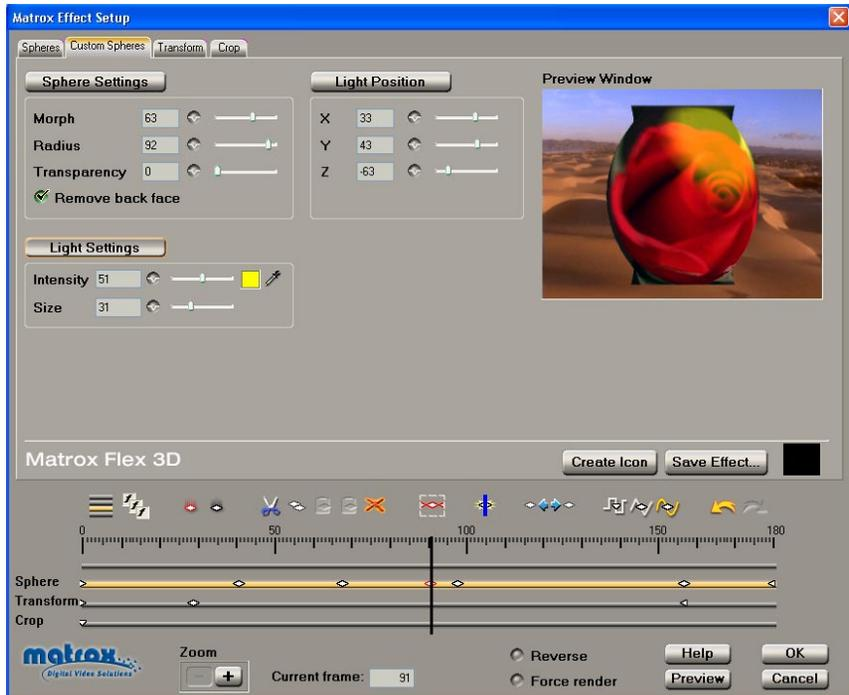 Matrox Effect Setup
Spheres Custom Spheres Transform Crop
Sphere Settings
Morph 63
Radius 92
Transparency 0
Remove back face
Light Settings
Intensity 51
Size 31
Light Position
X 33
Y 43
Z -63
Preview Window
Matrox Flex 3D
Create Icon Save Effect...
0 50 100 150 180
Sphere
Transform
Crop
matrox
Digital Video Solutions
Zoom
Current frame: 91
Reverse
Force render
Help OK
Preview Cancel